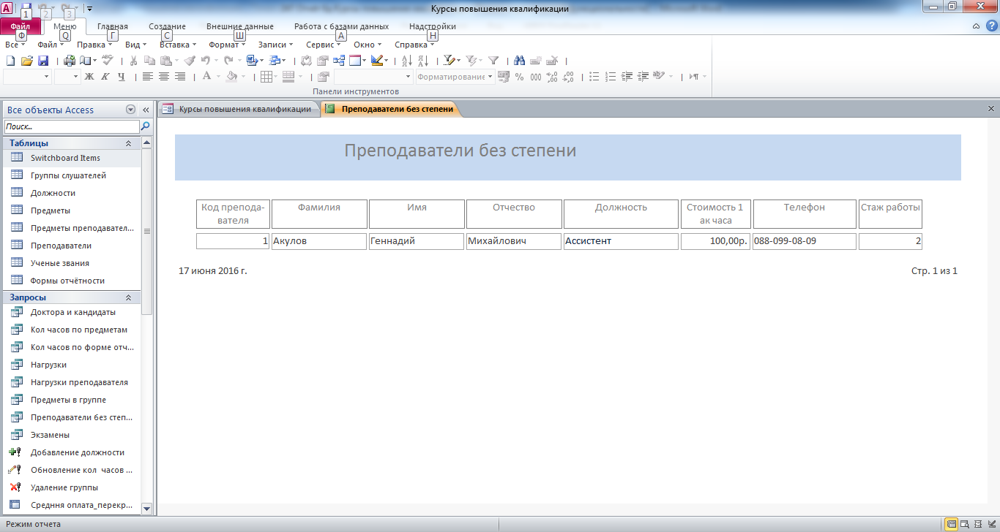 Курсы повышения квалификации
1 2 3
Файл Меню Главная Создание Внешние данные Работа с базами данных Надстройки
Ф Q Г С Ш А Н
Все Файл Правка Вид Вставка Формат Записи Сервис Окно Справка
Ж К Ч Форматирование % 000
Панели инструментов
Все объекты Access
Курсы повышения квалификации
Преподаватели без степени
Поиск...
Таблицы
Switchboard Items
Группы слушателей
Должности
Предметы
Предметы преподавател...
Преподаватели
Ученые звания
Формы отчётности
Запросы
Доктора и кандидаты
Кол часов по предметам
Кол часов по форме отч...
Нагрузки
Нагрузки преподавателя
Предметы в группе
Преподаватели без степ...
Экзамены
Добавление должности
Обновление кол часов ...
Удаление группы
Средння оплата_перекр...
Преподаватели без степени
Код препода-
вателя
Фамилия
Имя
Отчество
Должность
Стоимость 1
ак часа
Телефон
Стаж работы
1 Акулов Геннадий Михайлович Ассистент 100,00р. 088-099-08-09 2
17 июня 2016 г. Стр. 1 из 1
Режим отчета